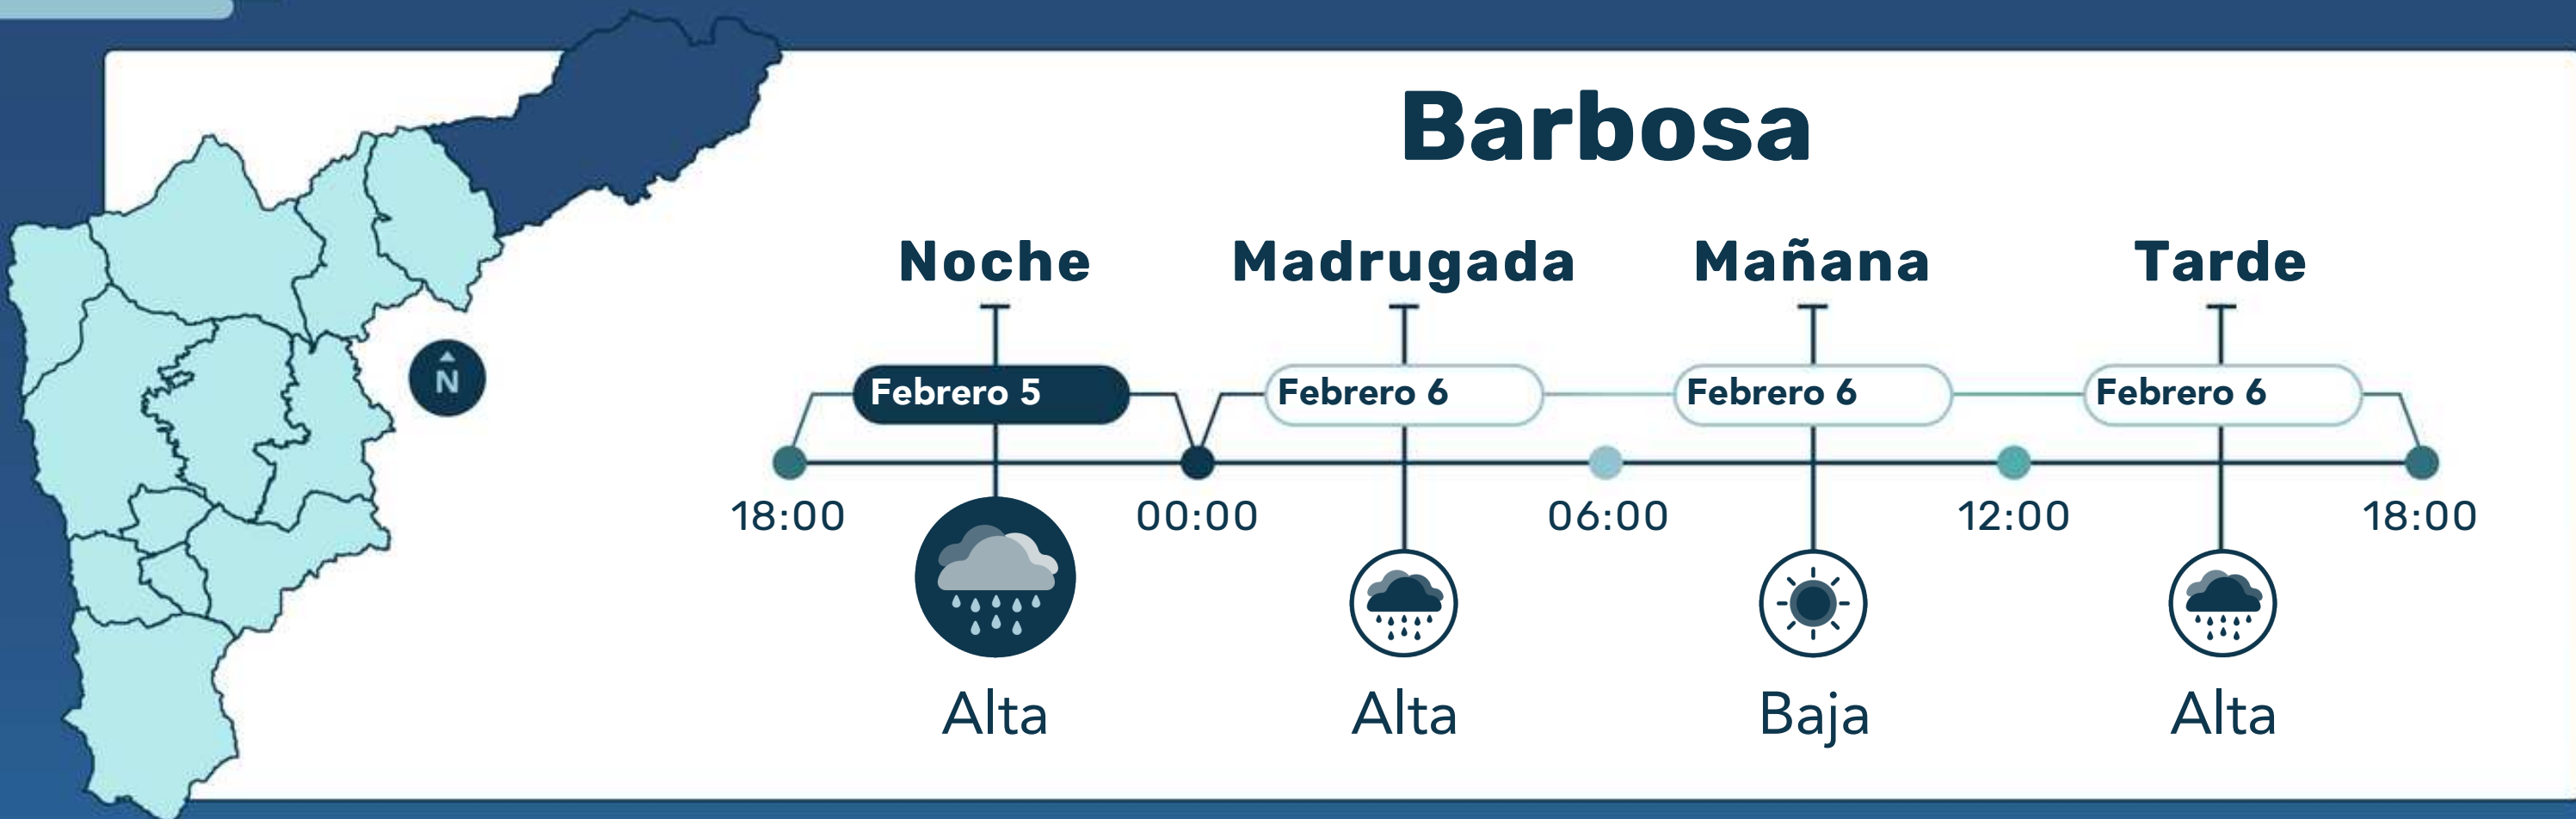 Barbosa
Noche Madrugada Mañana Tarde
Febrero 5 Febrero 6 Febrero 6 Febrero 6
N
18:00 00:00 06:00 12:00 18:00
Alta Alta Baja Alta